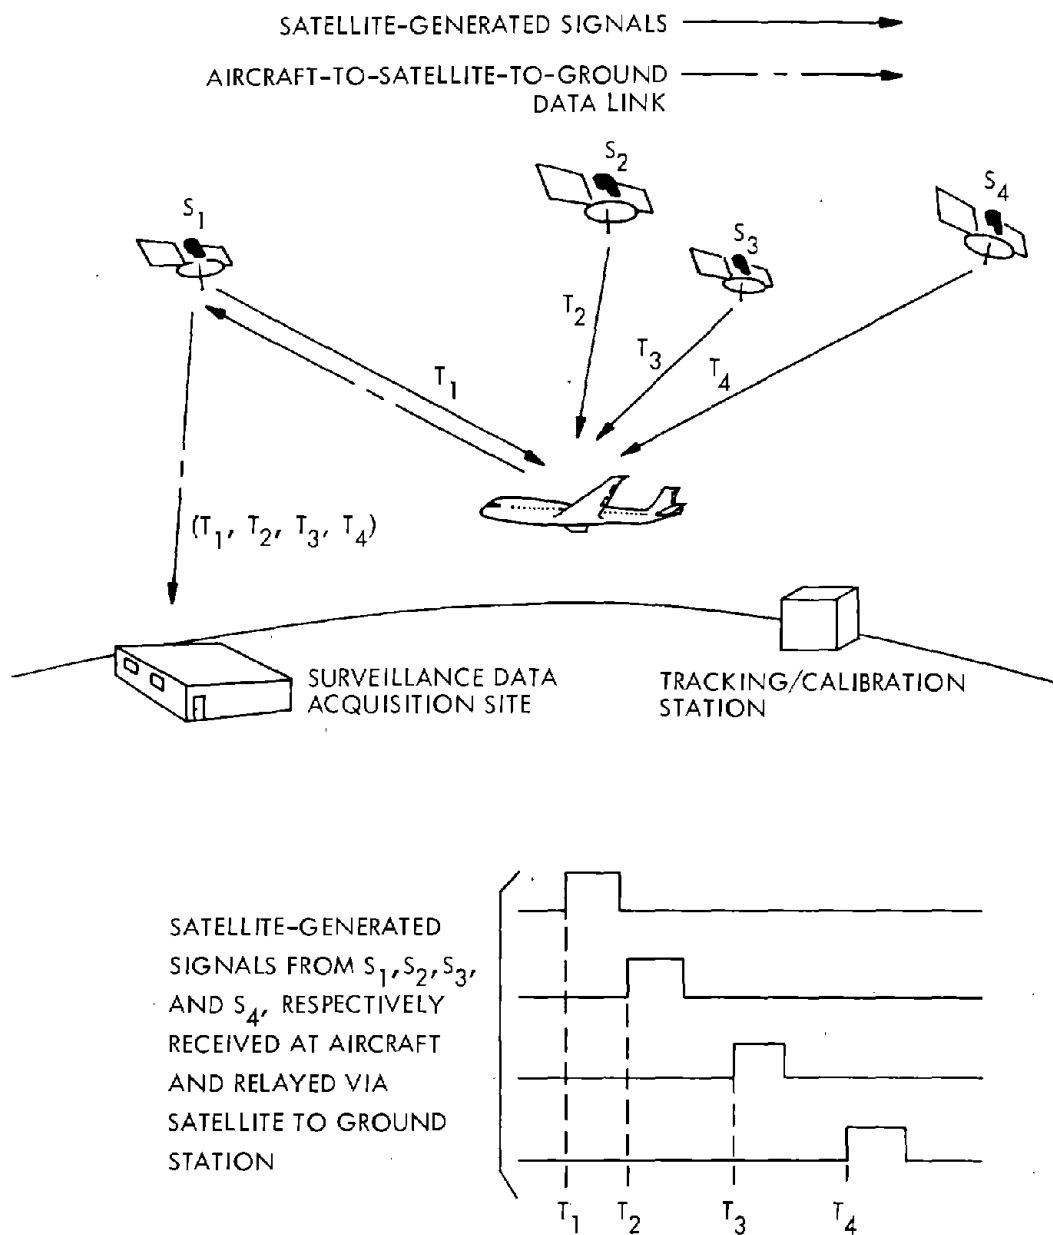 SATELLITE-GENERATED SIGNALS
AIRCRAFT-TO-SATELLITE-TO-GROUND
DATA LINK
S2
S4
S1
S3
T2
T3
T1
T4
(T1, T2, T3, T4)
SURVEILLANCE DATA
ACQUISITION SITE
TRACKING/CALIBRATION
STATION
SATELLITE-GENERATED
SIGNALS FROM S1, S2, S3,
AND S4, RESPECTIVELY
RECEIVED AT AIRCRAFT
AND RELAYED VIA
SATELLITE TO GROUND
STATION
T1 T2 T3 T4